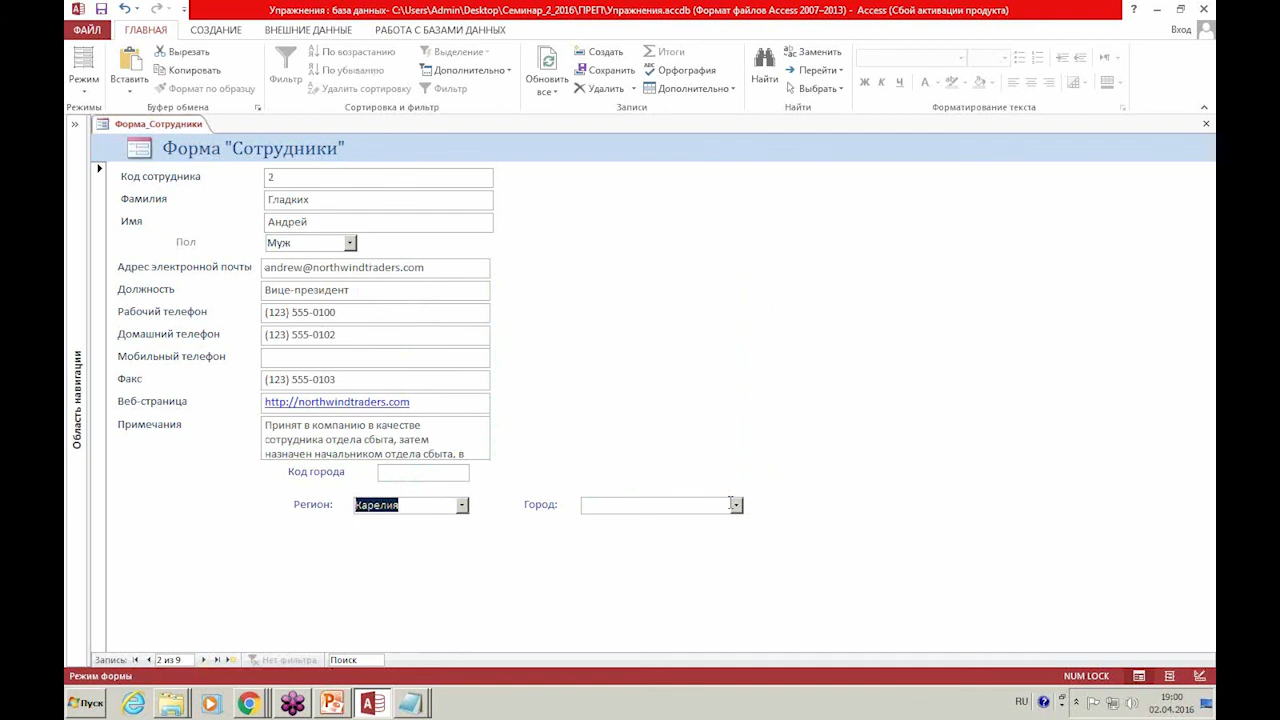 Упражнения : база данных- C:\Users\Admin\Desktop\Семинар_2_2016\ПРЕП\Упражнения.accdb (Формат файлов Access 2007–2013) - Access (Сбой активации продукта)
ФАЙЛ ГЛАВНАЯ СОЗДАНИЕ ВНЕШНИЕ ДАННЫЕ РАБОТА С БАЗАМИ ДАННЫХ Вход
Режим
Режимы
Вставить
Вырезать
Копировать
Формат по образцу
Буфер обмена
Фильтр
По возрастанию
По убыванию
Удалить сортировку
Выделение
Дополнительно
Фильтр
Сортировка и фильтр
Обновить
все
Создать
Сохранить
Удалить
Итоги
Орфография
Дополнительно
Записи
Найти
Заменить
Перейти
Выбрать
Найти
Ж К Ч А
Форматирование текста
Форма_Сотрудники
Форма "Сотрудники"
Код сотрудника 2
Фамилия Гладких
Имя Андрей
Пол Муж
Адрес электронной почты andrew@northwindtraders.com
Должность Вице-президент
Рабочий телефон (123) 555-0100
Домашний телефон (123) 555-0102
Мобильный телефон
Факс (123) 555-0103
Веб-страница http://northwindtraders.com
Примечания Принят в компанию в качестве
сотрудника отдела сбыта, затем
назначен начальником отдела сбыта, в
Код города
Регион: Карелия Город:
Область навигации
Запись: 2 из 9 Нет фильтра Поиск
Режим формы NUM LOCK
Пуск RU 19:00
02.04.2016